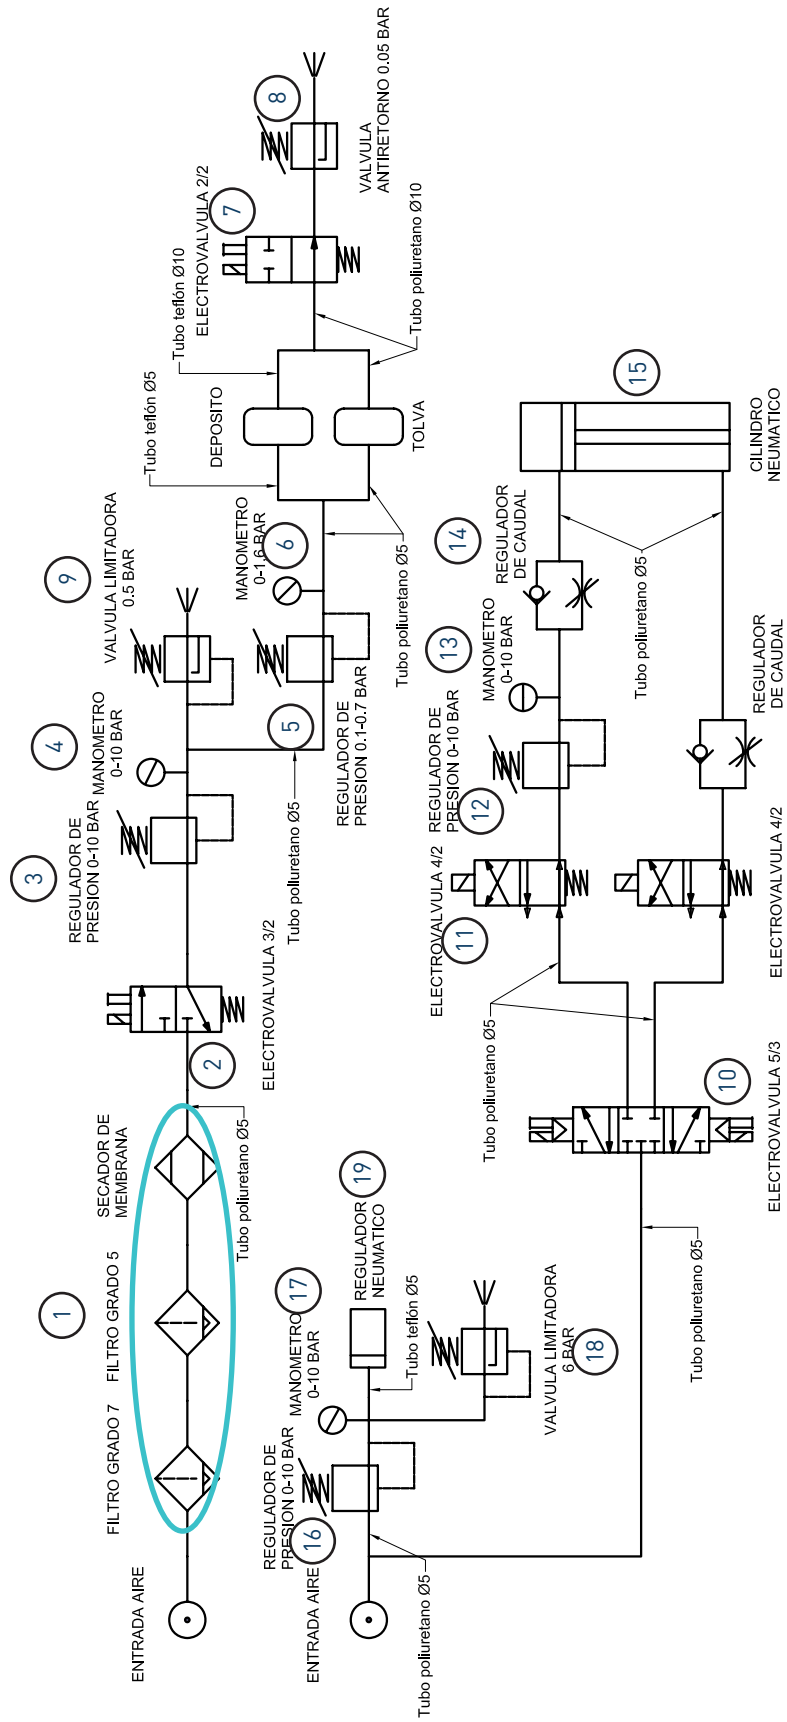 ENTRADA AIRE
FILTRO GRADO 7
FILTRO GRADO 5
1
SECADOR DE
MEMBRANA
Tubo poliuretano Ø5
2
ELECTROVALVULA 3/2
3
REGULADOR DE
PRESION 0-10 BAR
4
MANOMETRO
0-10 BAR
9
VALVULA LIMITADORA
0.5 BAR
Tubo poliuretano Ø5
5
REGULADOR DE
PRESION 0.1-0.7 BAR
6
MANOMETRO
0-1,6 BAR
Tubo poliuretano Ø5
Tubo teflón Ø5
DEPOSITO
TOLVA
Tubo teflón Ø10
Tubo poliuretano Ø10
7
ELECTROVALVULA 2/2
8
VALVULA
ANTIRETORNO 0.05 BAR
ENTRADA AIRE
16
REGULADOR DE
PRESION 0-10 BAR
Tubo poliuretano Ø5
17
MANOMETRO
0-10 BAR
19
REGULADOR
NEUMATICO
Tubo teflón Ø5
18
VALVULA LIMITADORA
6 BAR
Tubo poliuretano Ø5
10
ELECTROVALVULA 5/3
Tubo poliuretano Ø5
11
ELECTROVALVULA 4/2
ELECTROVALVULA 4/2
12
REGULADOR DE
PRESION 0-10 BAR
13
MANOMETRO
0-10 BAR
14
REGULADOR
DE CAUDAL
REGULADOR
DE CAUDAL
Tubo poliuretano Ø5
15
CILINDRO
NEUMATICO